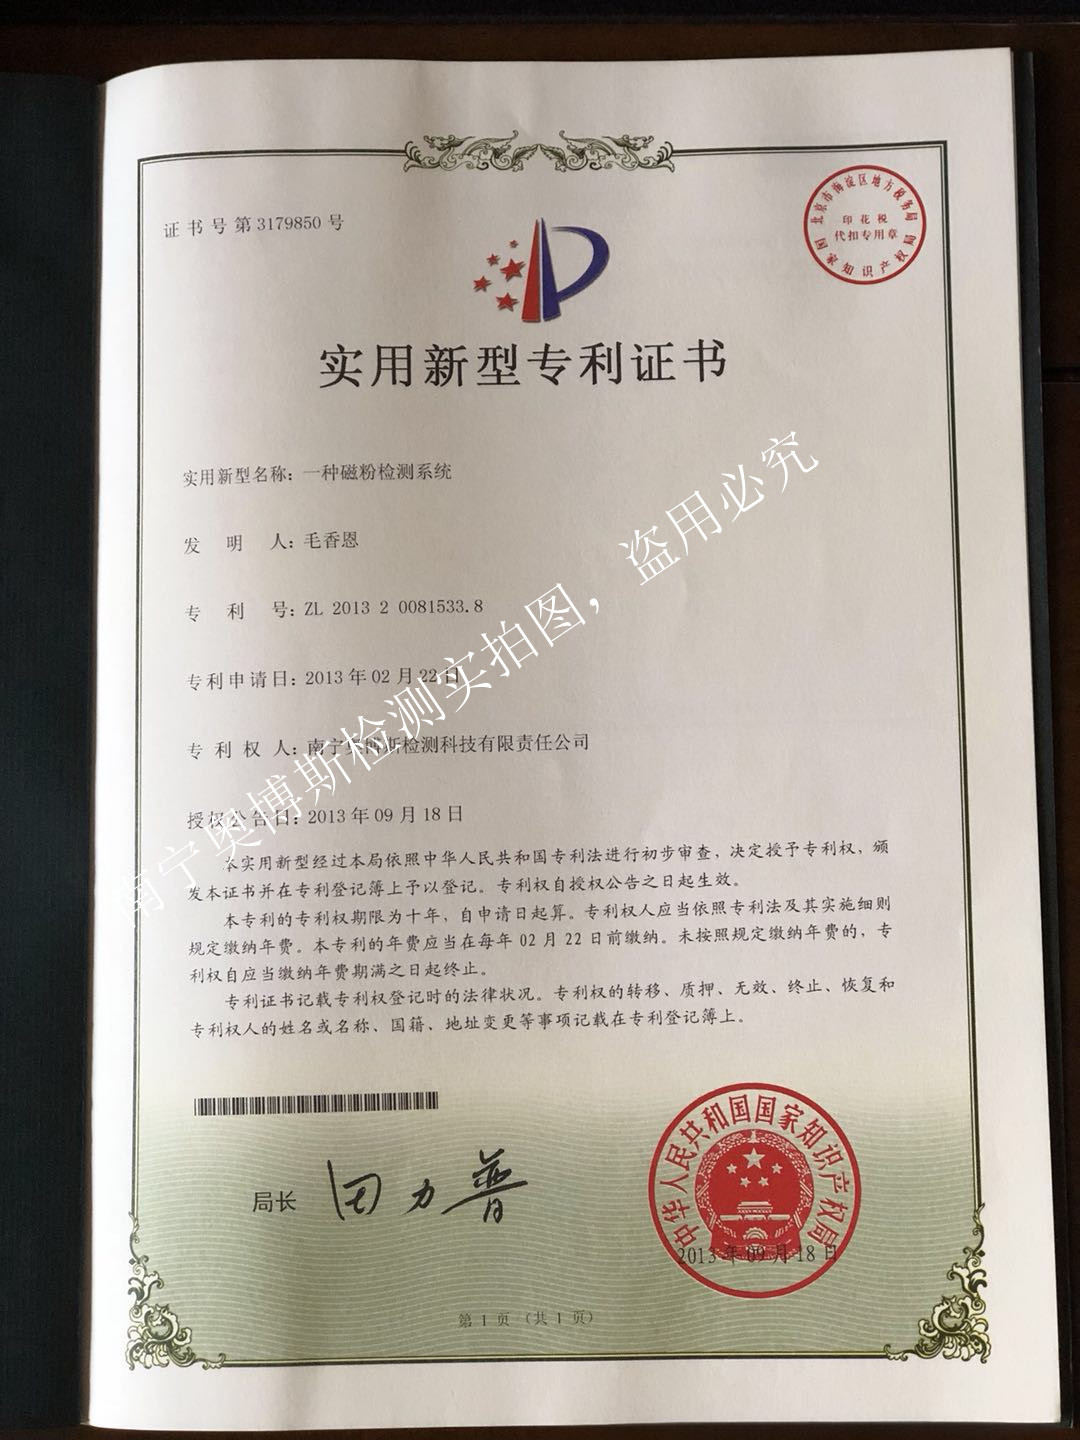 证书号第3179850号
北京市海淀区地方税务局
印花税
代扣专用章
国家知识产权局
实用新型专利证书
实用新型名称：一种磁粉检测系统
发明人：毛香恩
专利号：ZL 2013 2 0081533.8
专利申请日：2013年02月22日
专利权人：南宁奥博斯检测科技有限责任公司
授权公告日：2013年09月18日
本实用新型经过本局依照中华人民共和国专利法进行初步审查，决定授予专利权，颁
发本证书并在专利登记簿上予以登记。专利权自授权公告之日起生效。
本专利的专利权期限为十年，自申请日起算。专利权人应当依照专利法及其实施细则
规定缴纳年费。本专利的年费应当在每年02月22日前缴纳。未按照规定缴纳年费的，专
利权自应当缴纳年费期满之日起终止。
专利证书记载专利权登记时的法律状况。专利权的转移、质押、无效、终止、恢复和
专利权人的姓名或名称、国籍、地址变更等事项记载在专利登记簿上。
局长 田力普
中华人民共和国国家知识产权局
2013年09月18日
第1页（共1页）
南宁奥博斯检测实拍图，盗用必究